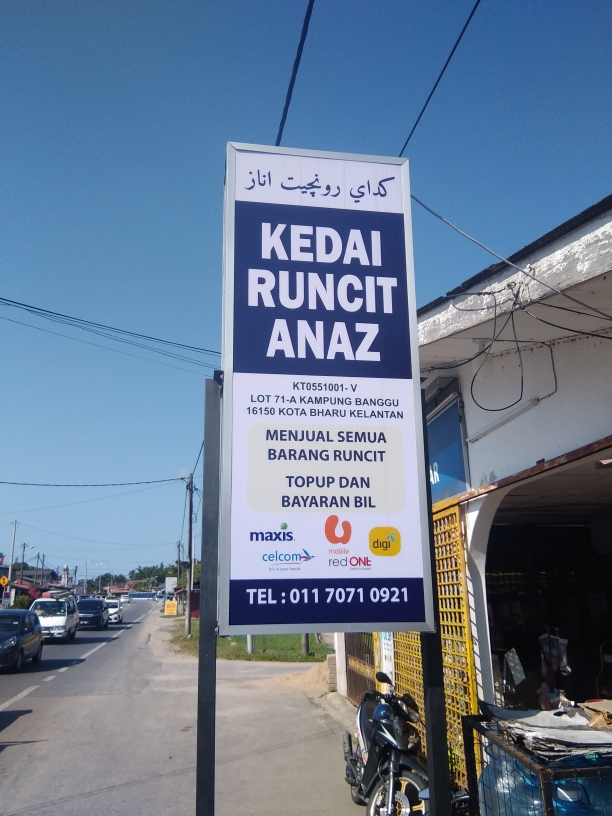 كداي رونچيت اناز
KEDAI
RUNCIT
ANAZ
KT0551001- V
LOT 71-A KAMPUNG BANGGU
16150 KOTA BHARU KELANTAN
MENJUAL SEMUA
BARANG RUNCIT
TOPUP DAN
BAYARAN BIL
maxis
mobile
digi
celcom
redONE
TEL : 011 7071 0921